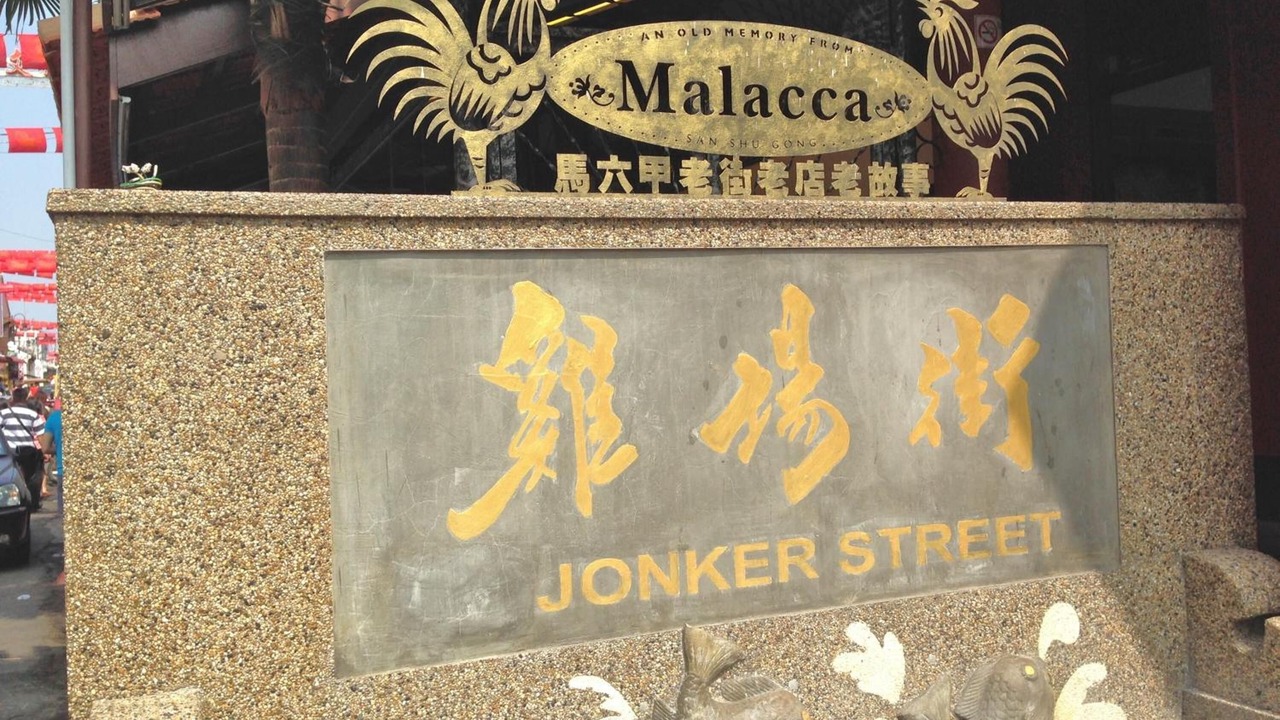 AN OLD MEMORY FROM
Malacca
SAN SHU GONG
馬六甲老街老店老故事
雞場街
JONKER STREET